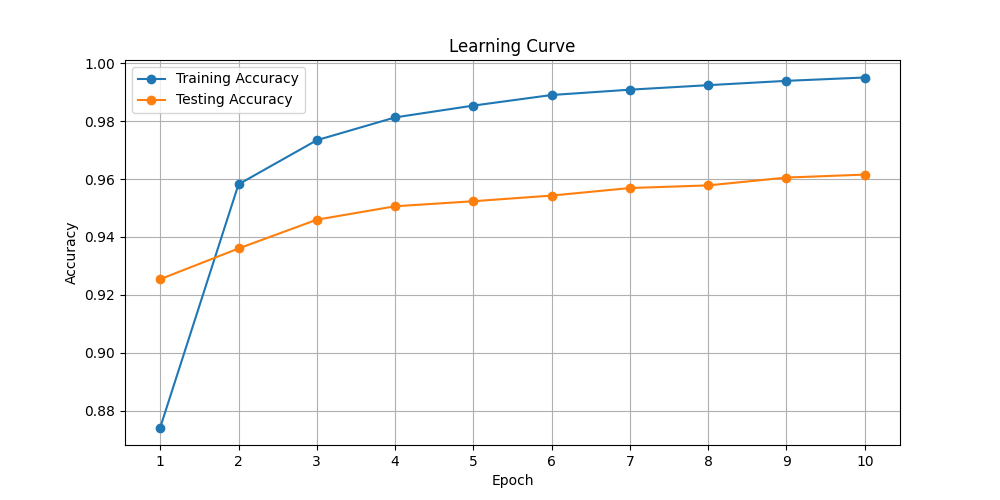 Learning Curve
Training Accuracy
Testing Accuracy
Accuracy
1.00
0.98
0.96
0.94
0.92
0.90
0.88
1 2 3 4 5 6 7 8 9 10
Epoch